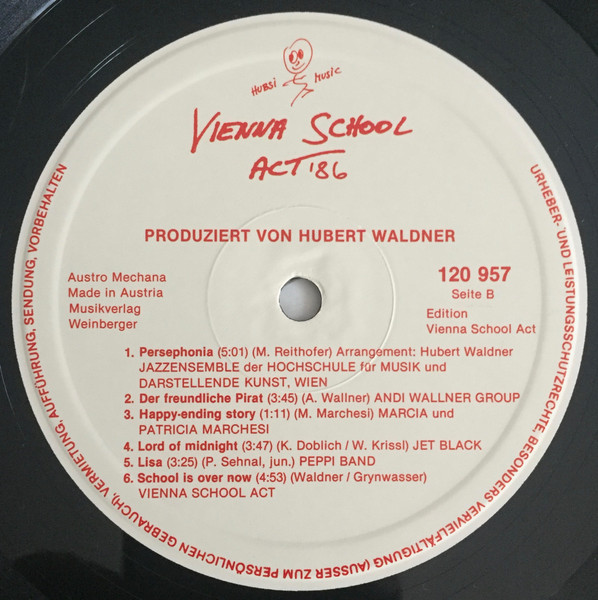 HUBSI MUSIC
VIENNA SCHOOL
ACT '86
PRODUZIERT VON HUBERT WALDNER
Austro Mechana
Made in Austria
Musikverlag
Weinberger
120 957
Seite B
Edition
Vienna School Act
1. Persephonia (5:01) (M. Reithofer) Arrangement: Hubert Waldner
JAZZENSEMBLE der HOCHSCHULE für MUSIK und
DARSTELLENDE KUNST, WIEN
2. Der freundliche Pirat (3:45) (A. Wallner) ANDI WALLNER GROUP
3. Happy-ending story (1:11) (M. Marchesi) MARCIA und
PATRICIA MARCHESI
4. Lord of midnight (3:47) (K. Doblich / W. Krissl) JET BLACK
5. Lisa (3:25) (P. Sehnal, jun.) PEPPI BAND
6. School is over now (4:53) (Waldner / Grynwasser)
VIENNA SCHOOL ACT
URHEBER- UND LEISTUNGSSCHUTZRECHTE, BESONDERS VERVIELFÄLTIGUNG (AUSSER ZUM PERSÖNLICHEN GEBRAUCH), VERMIETUNG, AUFFÜHRUNG, SENDUNG, VORBEHALTEN